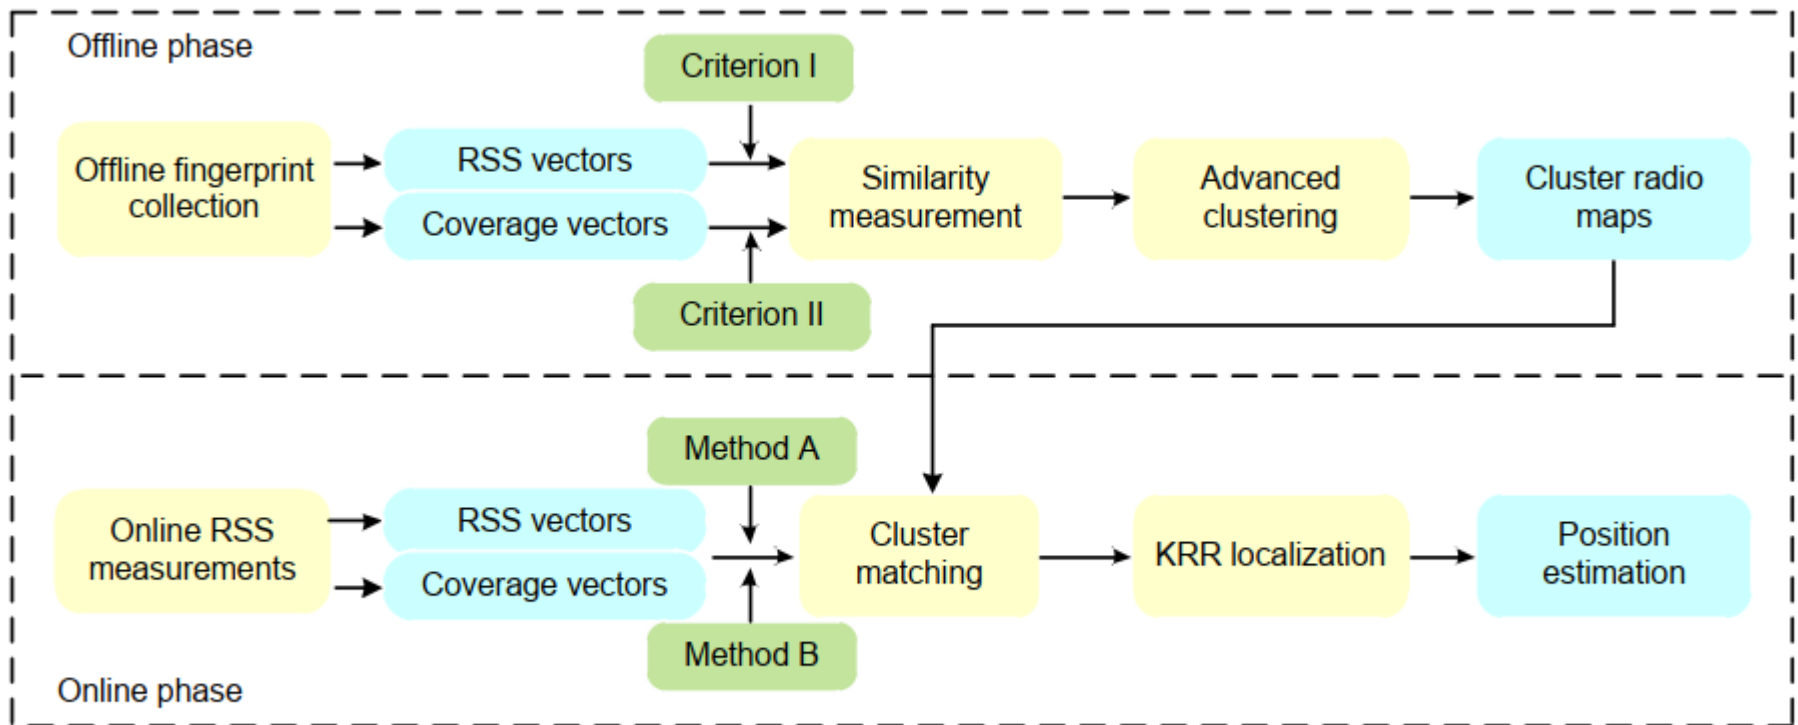 Offline phase
Criterion I
Offline fingerprint
collection
RSS vectors
Coverage vectors
Similarity
measurement
Advanced
clustering
Cluster radio
maps
Criterion II
Method A
Online RSS
measurements
RSS vectors
Coverage vectors
Cluster
matching
KRR localization
Position
estimation
Method B
Online phase